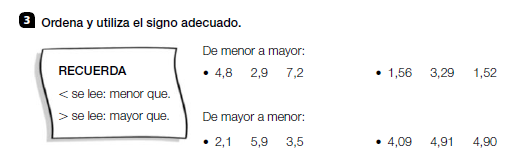 3 Ordena y utiliza el signo adecuado.
RECUERDA
< se lee: menor que.
> se lee: mayor que.
De menor a mayor:
• 4,8 2,9 7,2 • 1,56 3,29 1,52
De mayor a menor:
• 2,1 5,9 3,5 • 4,09 4,91 4,90